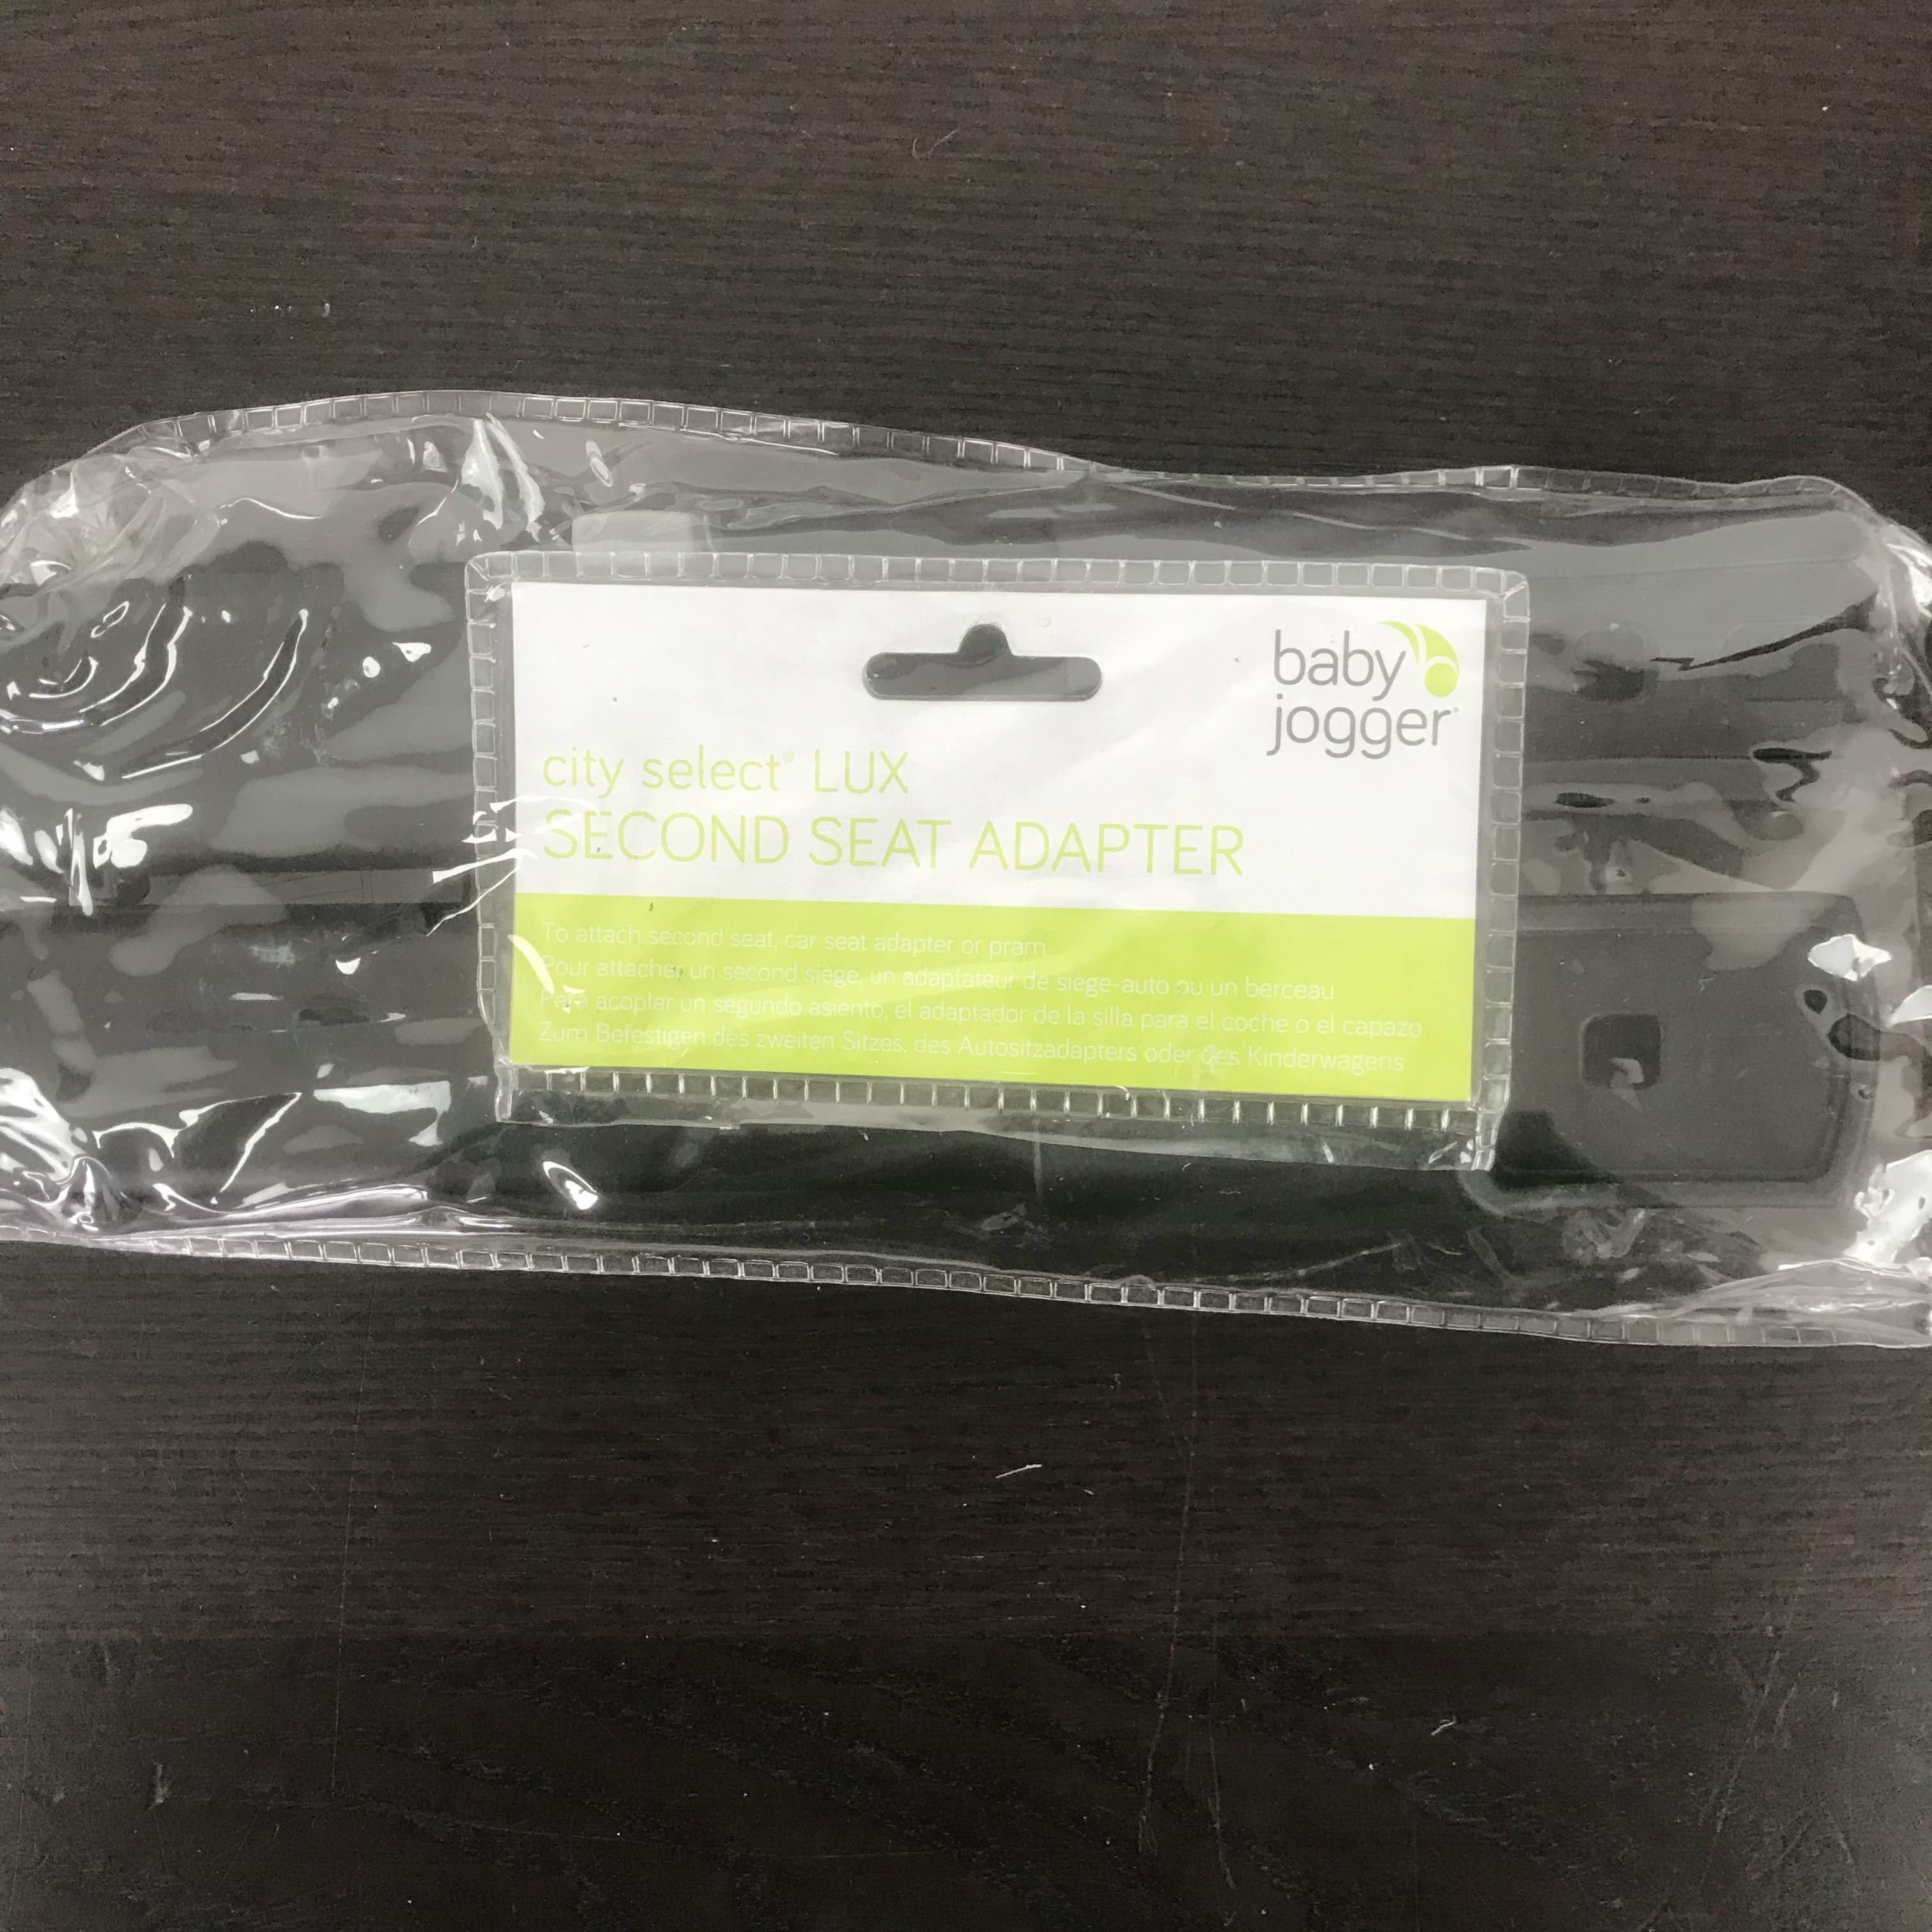 baby
jogger®
city select® LUX
SECOND SEAT ADAPTER
To attach second seat, car seat adapter or pram
Pour attacher un second siège, un adaptateur de siège-auto ou un berceau
Para acoplar un segundo asiento, el adaptador de la silla para el coche o el capazo
Zum Befestigen des zweiten Sitzes, des Autositzadapters oder des Kinderwagens